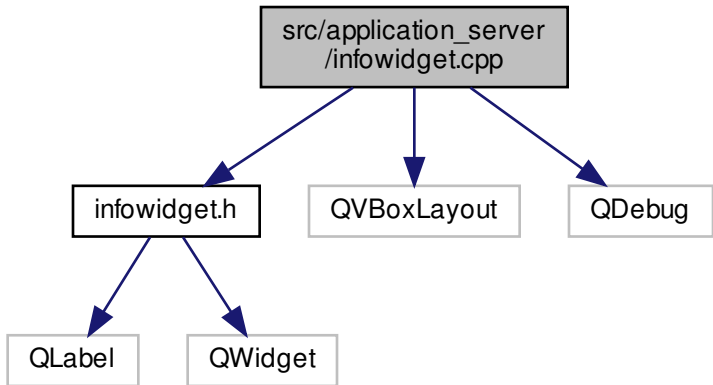 src/application_server
/infowidget.cpp
infowidget.h
QVBoxLayout
QDebug
QLabel
QWidget